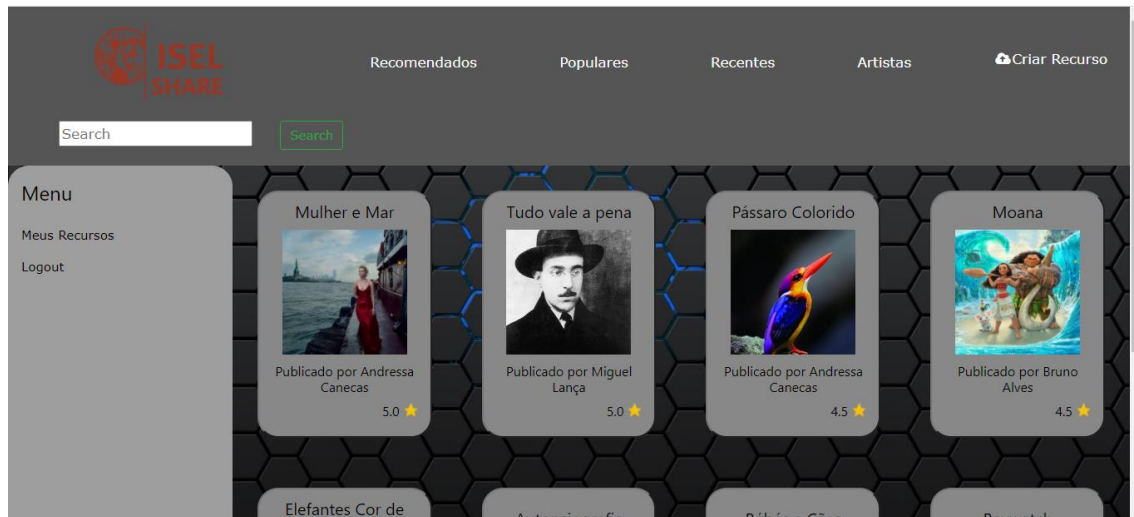 ISEL
SHARE
Recomendados
Populares
Recentes
Artistas
Criar Recurso
Search
Search
Menu
Meus Recursos
Logout
Mulher e Mar
Publicado por Andressa
Canecas
5.0
Tudo vale a pena
Publicado por Miguel
Lança
5.0
Pássaro Colorido
Publicado por Andressa
Canecas
4.5
Moana
Publicado por Bruno
Alves
4.5
Elefantes Cor de